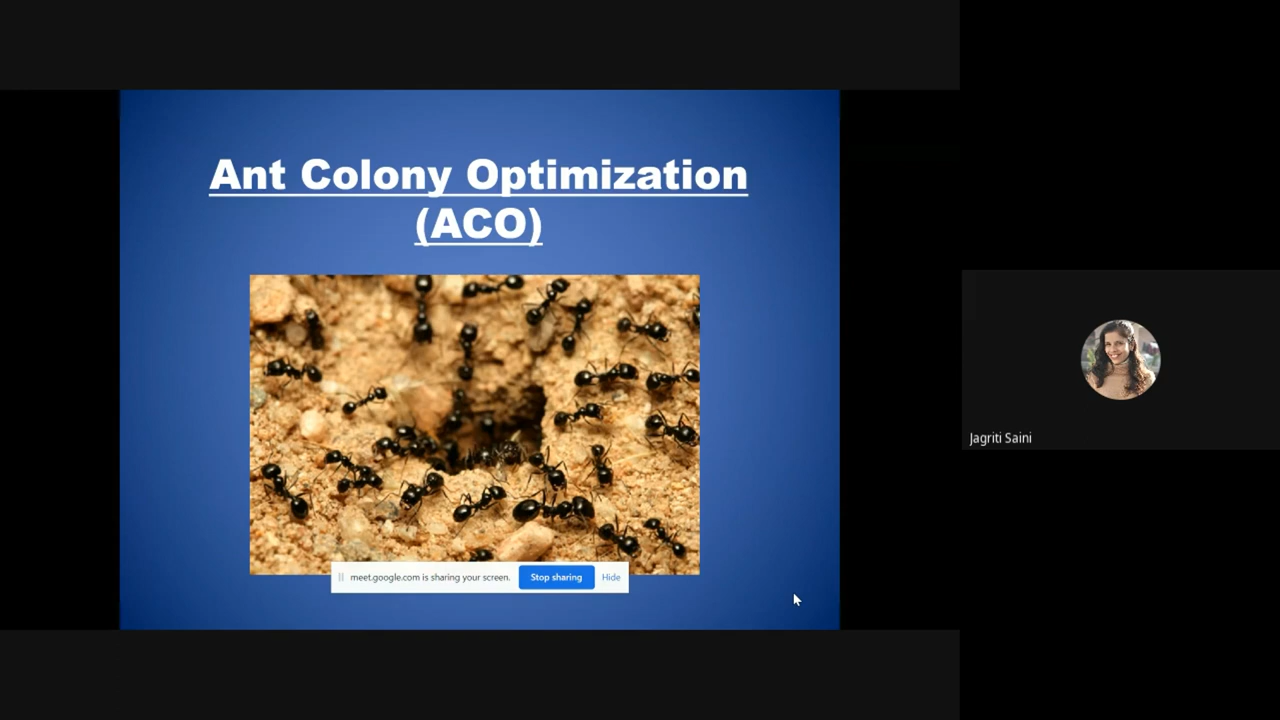 Ant Colony Optimization
(ACO)
meet.google.com is sharing your screen. Stop sharing Hide
Jagriti Saini